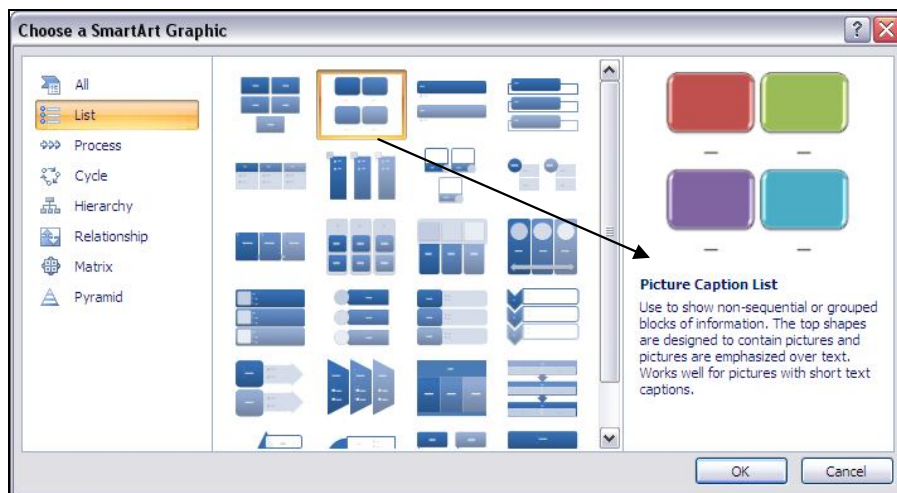 Choose a SmartArt Graphic
All
List
Process
Cycle
Hierarchy
Relationship
Matrix
Pyramid
Picture Caption List
Use to show non-sequential or grouped
blocks of information. The top shapes
are designed to contain pictures and
pictures are emphasized over text.
Works well for pictures with short text
captions.
OK
Cancel